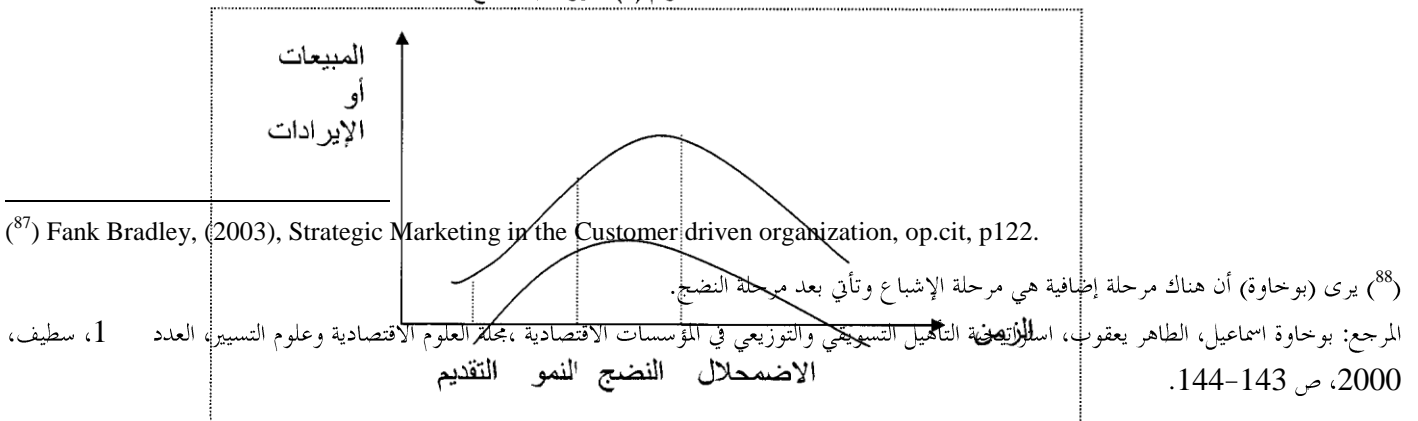 المبيعات
أو
الإيرادات
(87) Fank Bradley, (2003), Strategic Marketing in the Customer driven organization, op.cit, p122.
(88) يرى (بوخاوة) أن هناك مرحلة إضافية هي مرحلة الإشباع وتأتي بعد مرحلة النضج.
الزمن
المرجع: بوخاوة اسماعيل، الطاهر يعقوب، استراتيجية التأهيل التسويقي والتوزيعي في المؤسسات الاقتصادية ،مجلة العلوم الاقتصادية وعلوم التسيير، العدد 1، سطيف،
2000، ص 143-144.
التقديم النمو النضج الاضمحلال